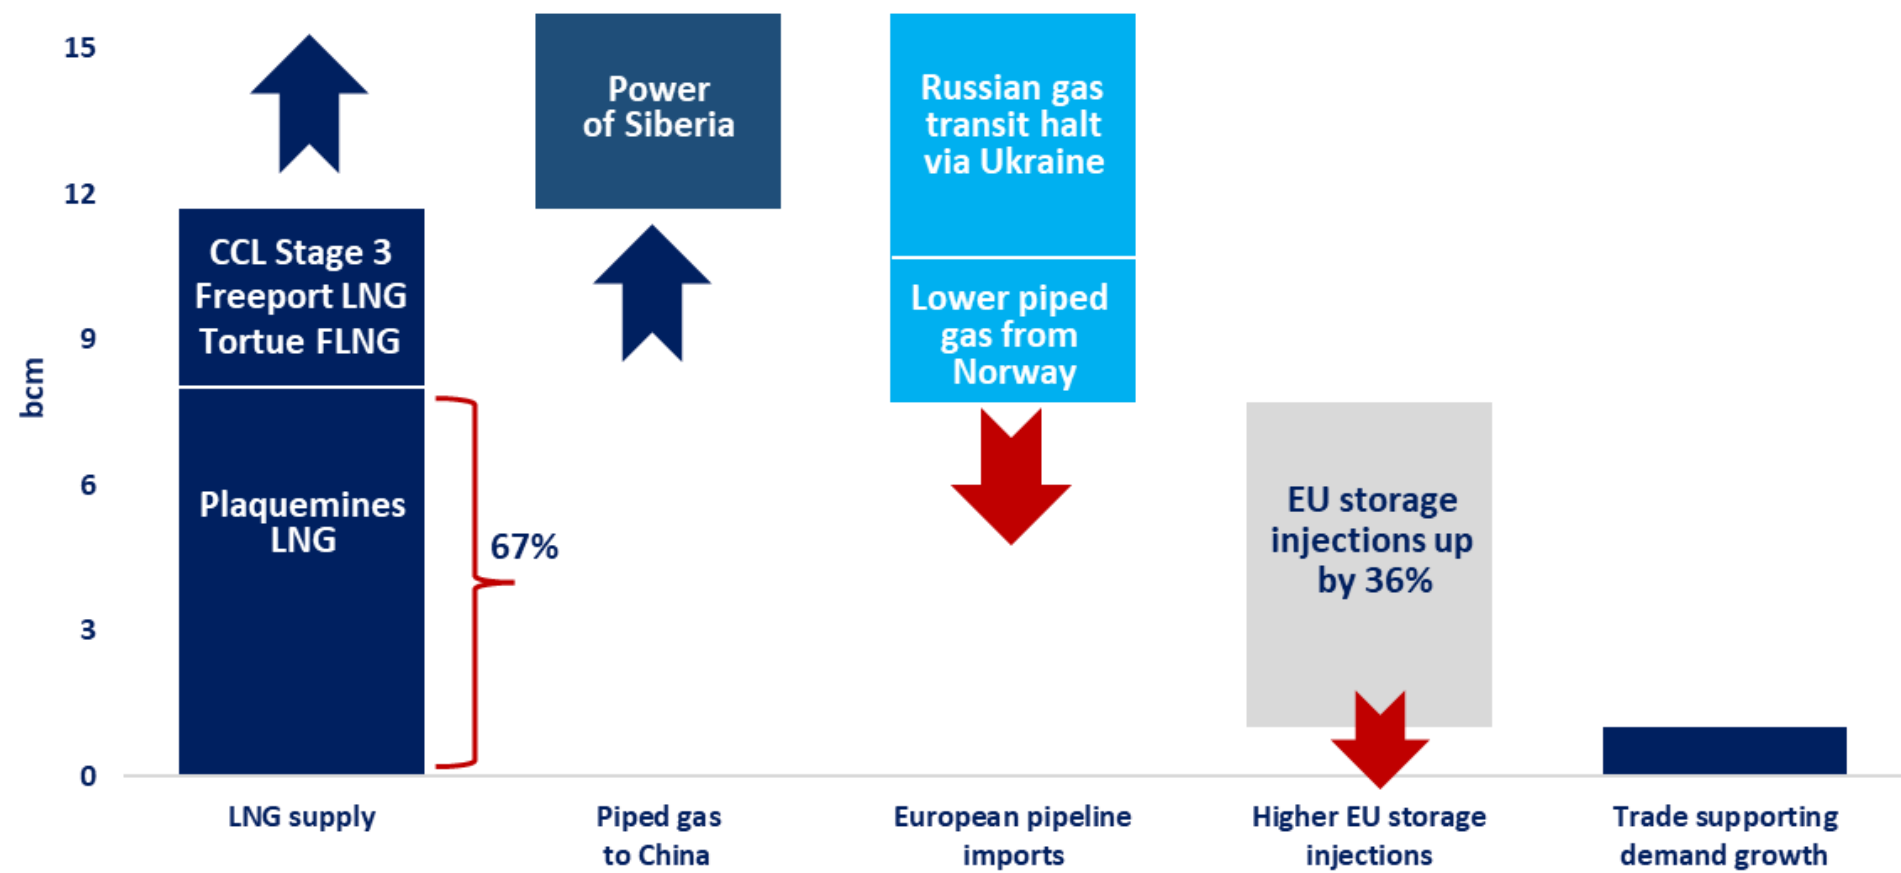 bcm
15
12
9
6
3
0
CCL Stage 3
Freeport LNG
Tortue FLNG
Plaquemines
LNG
67%
Power
of Siberia
Russian gas
transit halt
via Ukraine
Lower piped
gas from
Norway
EU storage
injections up
by 36%
LNG supply
Piped gas
to China
European pipeline
imports
Higher EU storage
injections
Trade supporting
demand growth